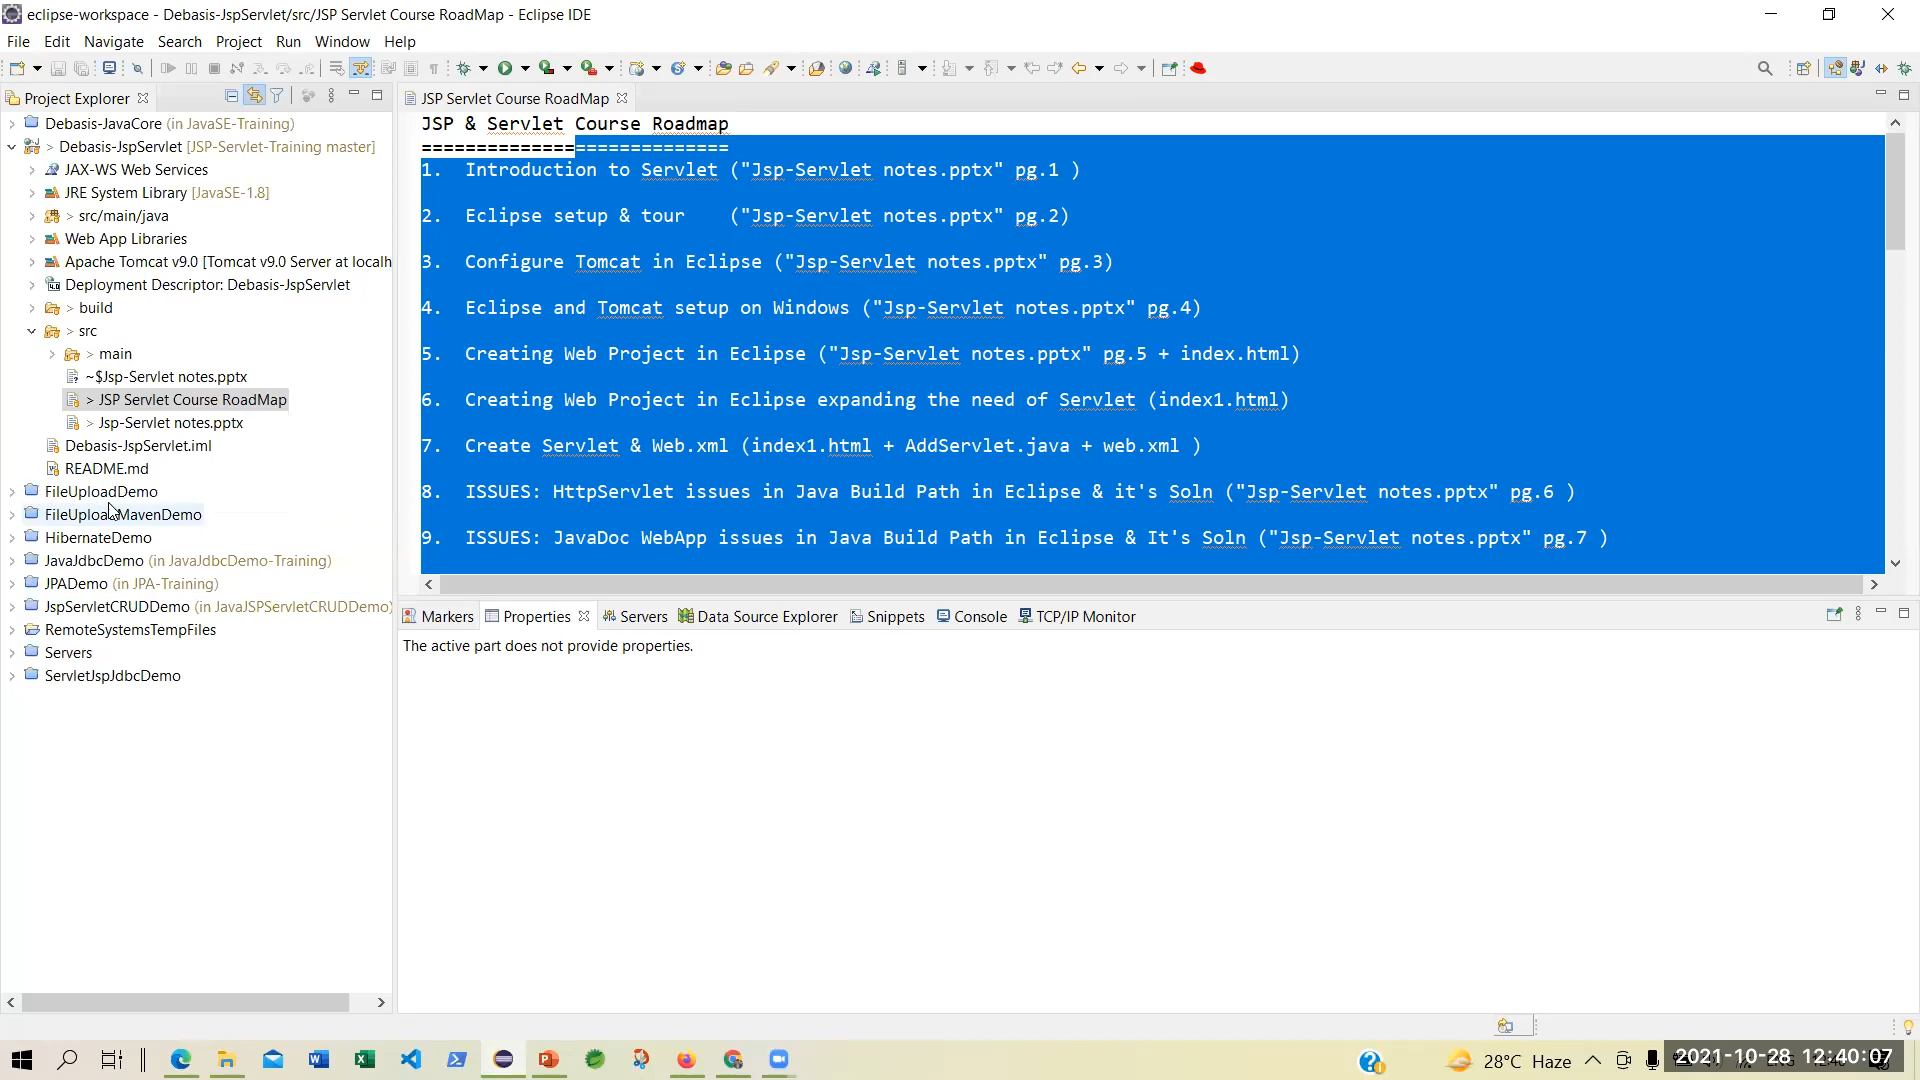 eclipse-workspace - Debasis-JspServlet/src/JSP Servlet Course RoadMap - Eclipse IDE
File Edit Navigate Search Project Run Window Help
Project Explorer
Debasis-JavaCore (in JavaSE-Training)
> Debasis-JspServlet [JSP-Servlet-Training master]
JAX-WS Web Services
JRE System Library [JavaSE-1.8]
> src/main/java
Web App Libraries
Apache Tomcat v9.0 [Tomcat v9.0 Server at localh
Deployment Descriptor: Debasis-JspServlet
> build
> src
> main
~$Jsp-Servlet notes.pptx
> JSP Servlet Course RoadMap
> Jsp-Servlet notes.pptx
Debasis-JspServlet.iml
README.md
FileUploadDemo
FileUploadMavenDemo
HibernateDemo
JavaJdbcDemo (in JavaJdbcDemo-Training)
JPADemo (in JPA-Training)
JspServletCRUDDemo (in JavaJSPServletCRUDDemo)
RemoteSystemsTempFiles
Servers
ServletJspJdbcDemo
JSP Servlet Course RoadMap
JSP & Servlet Course Roadmap
============================
1. Introduction to Servlet ("Jsp-Servlet notes.pptx" pg.1 )
2. Eclipse setup & tour ("Jsp-Servlet notes.pptx" pg.2)
3. Configure Tomcat in Eclipse ("Jsp-Servlet notes.pptx" pg.3)
4. Eclipse and Tomcat setup on Windows ("Jsp-Servlet notes.pptx" pg.4)
5. Creating Web Project in Eclipse ("Jsp-Servlet notes.pptx" pg.5 + index.html)
6. Creating Web Project in Eclipse expanding the need of Servlet (index1.html)
7. Create Servlet & Web.xml (index1.html + AddServlet.java + web.xml )
8. ISSUES: HttpServlet issues in Java Build Path in Eclipse & it's Soln ("Jsp-Servlet notes.pptx" pg.6 )
9. ISSUES: JavaDoc WebApp issues in Java Build Path in Eclipse & It's Soln ("Jsp-Servlet notes.pptx" pg.7 )
Markers Properties Servers Data Source Explorer Snippets Console TCP/IP Monitor
The active part does not provide properties.
28°C Haze
2021-10-28 12:40:07